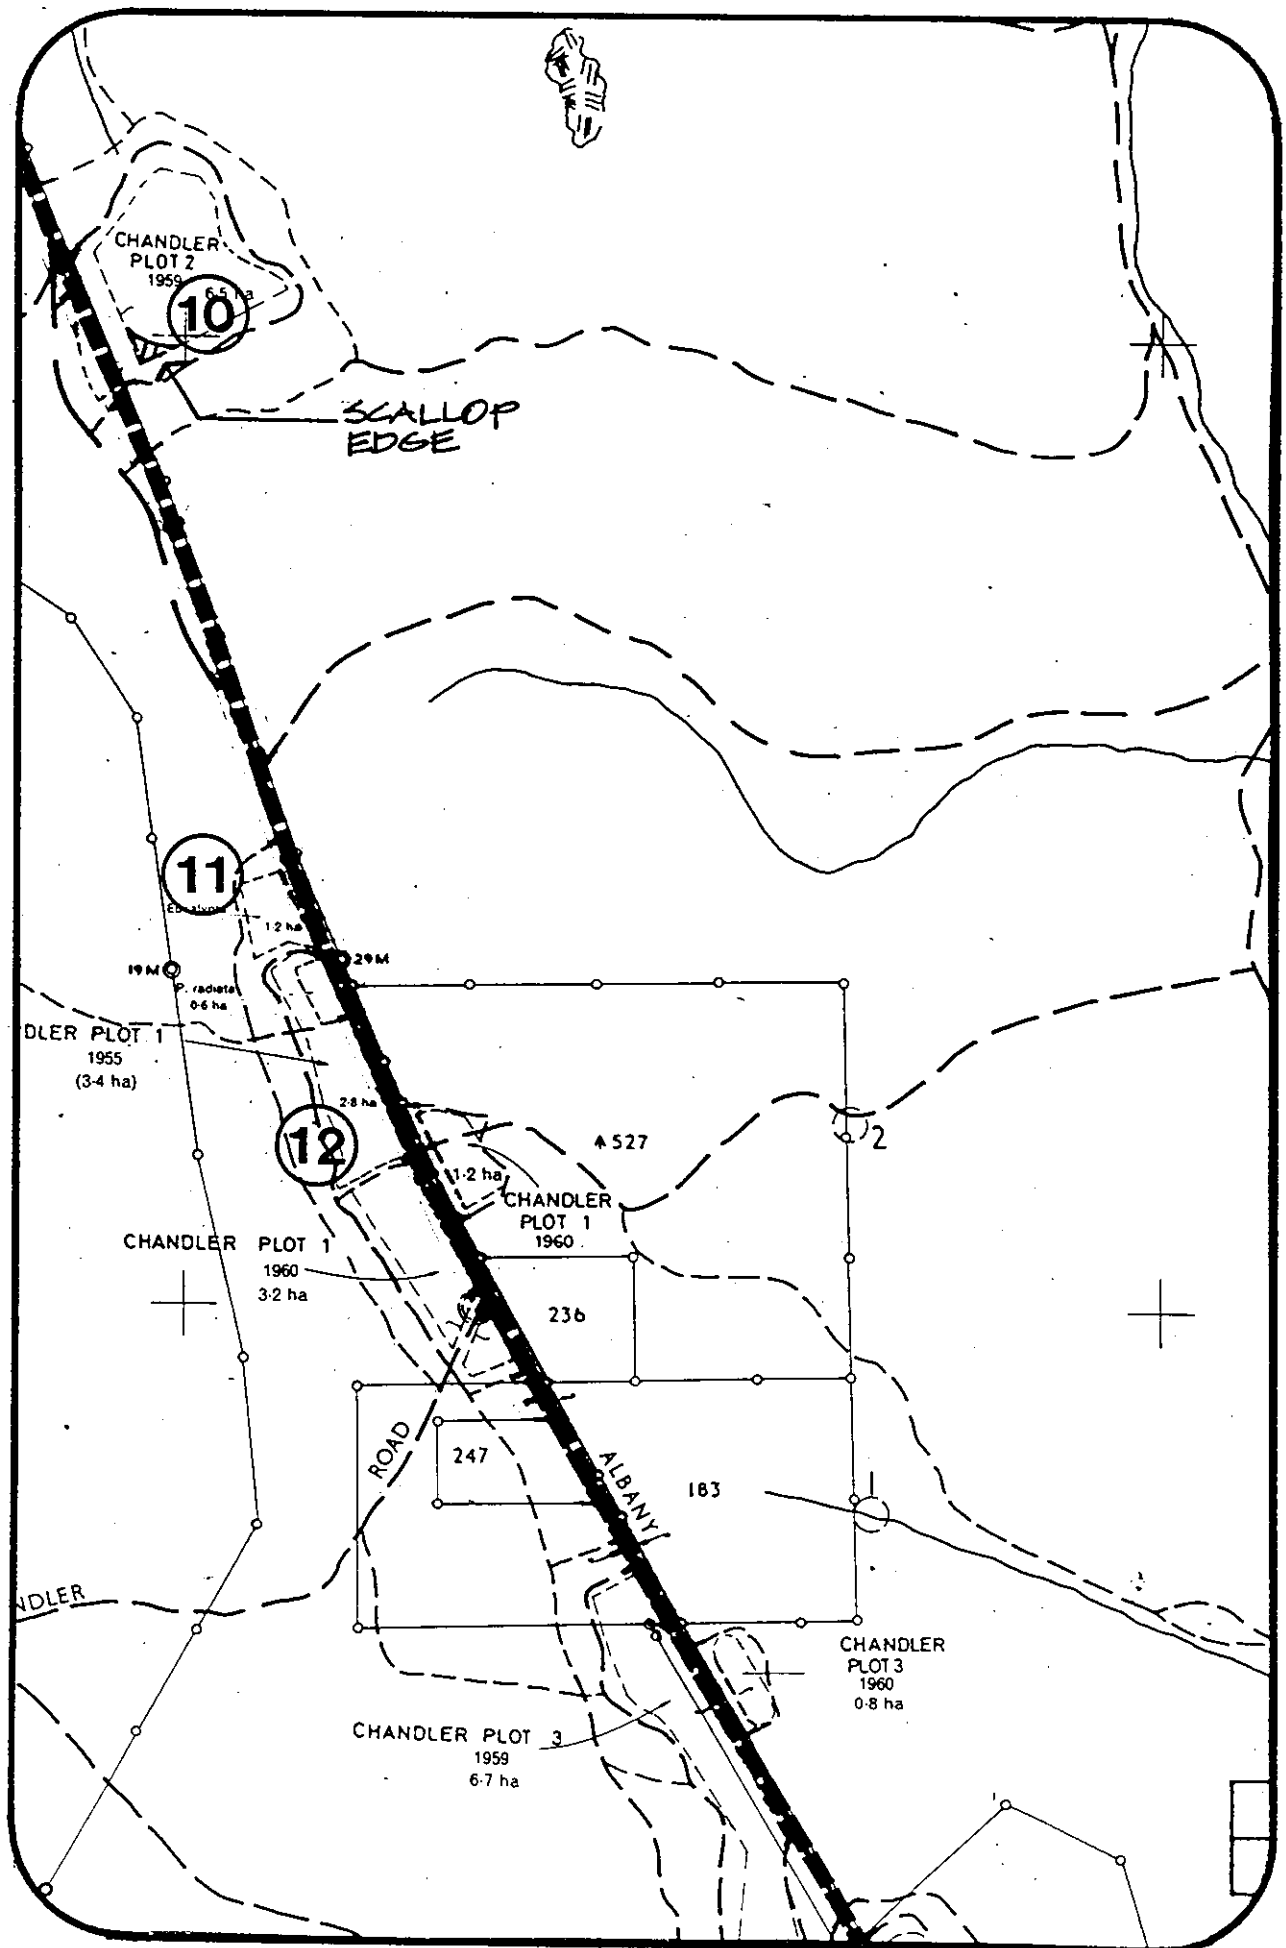 CHANDLER
PLOT 2
1959
6·5 ha
10
SCALLOP
EDGE
11
1·2 ha
29M
19M
P. radiata
0·6 ha
DLER PLOT 1
1955
(3·4 ha)
2·8 ha
12
527
2
1·2 ha
CHANDLER
PLOT 1
1960
CHANDLER PLOT 1
1960
3·2 ha
236
ROAD
247
ALBANY
183
1
NDLER
CHANDLER
PLOT 3
1960
0·8 ha
CHANDLER PLOT 3
1959
6·7 ha